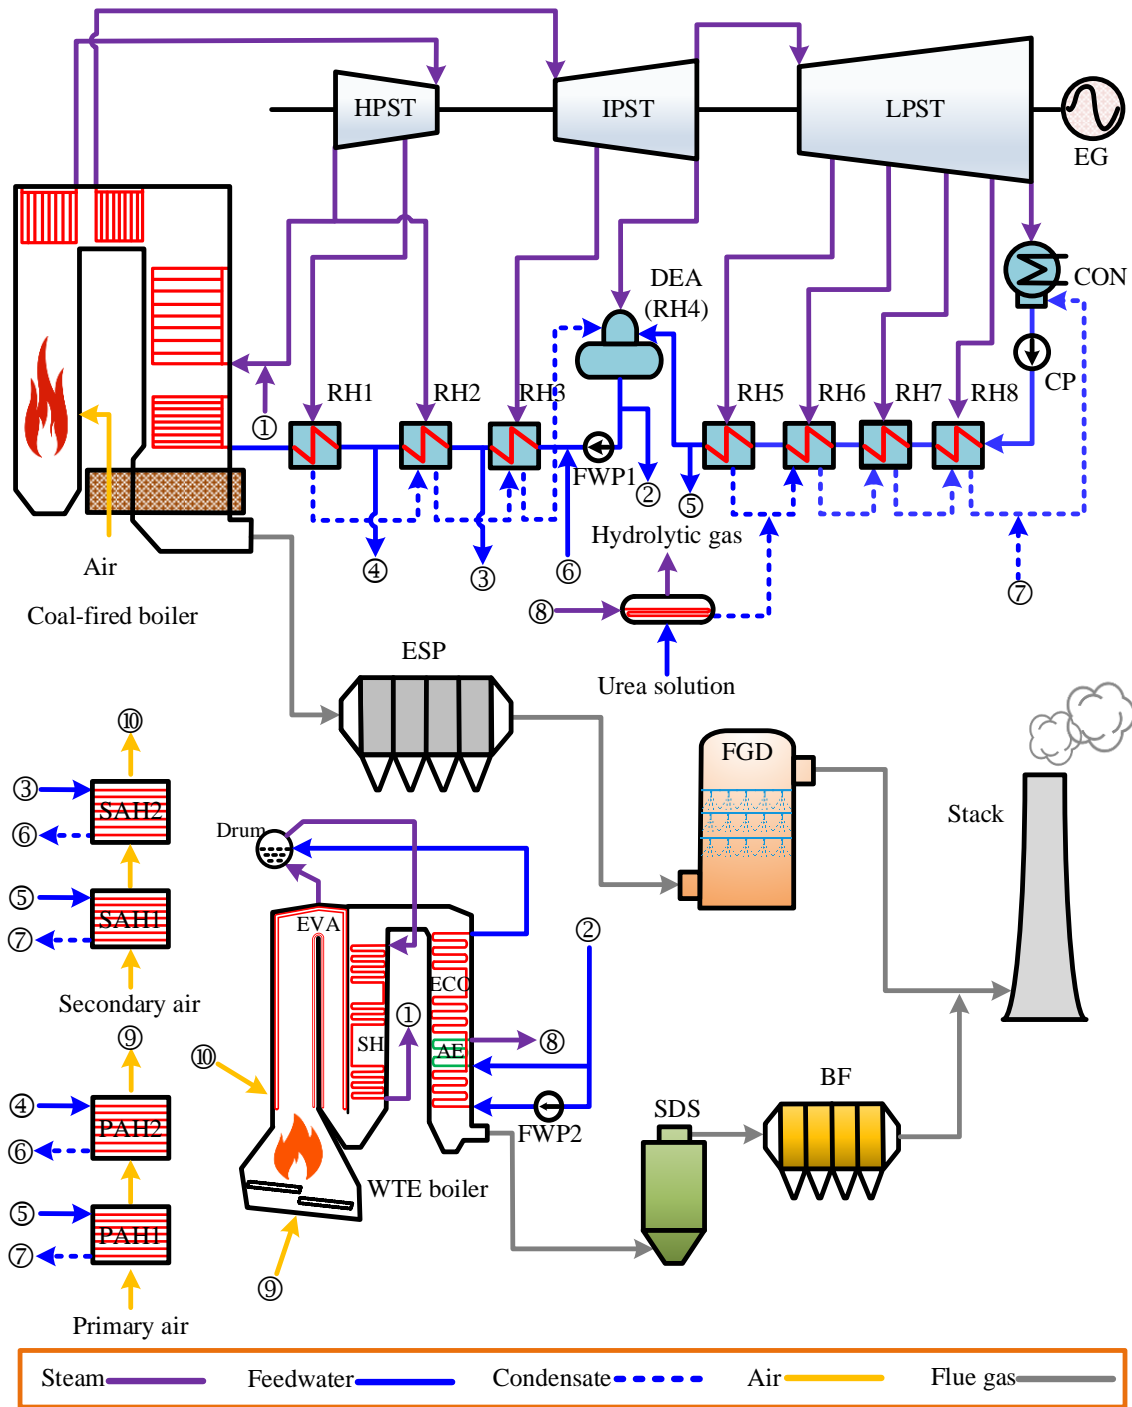 HPST
IPST
LPST
EG
DEA
(RH4)
CON
CP
RH1
RH2
RH3
RH5
RH6
RH7
RH8
①
FWP1
②
⑤
Hydrolytic gas
Air
④
③
⑥
⑦
⑧
Coal-fired boiler
Urea solution
ESP
FGD
Stack
⑩
③
SAH2
⑥
⑤
SAH1
⑦
Secondary air
Drum
EVA
②
ECO
①
SH
AE
⑧
⑩
FWP2
⑨
④
PAH2
⑥
⑤
PAH1
⑦
Primary air
WTE boiler
⑨
SDS
BF
Steam
Feedwater
Condensate
Air
Flue gas